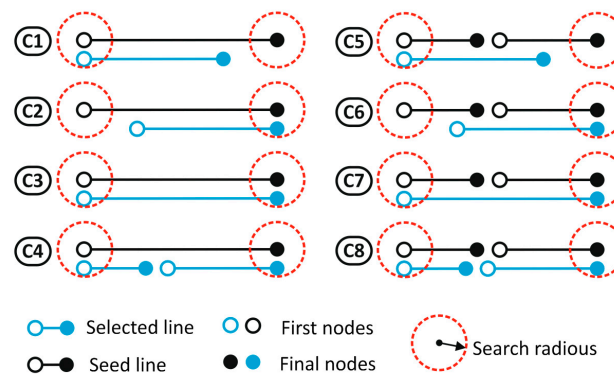 C1
C5
C2
C6
C3
C7
C4
C8
Selected line
First nodes
Search radious
Seed line
Final nodes